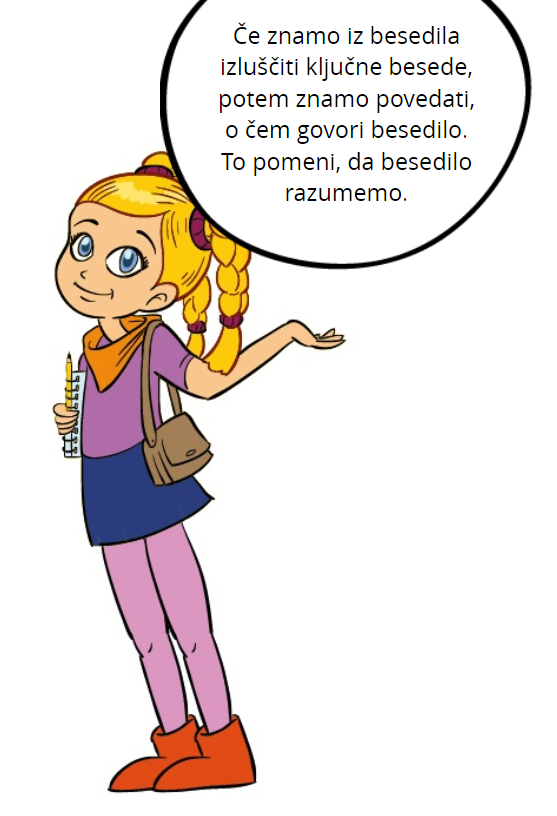 Če znamo iz besedila
izluščiti ključne besede,
potem znamo povedati,
o čem govori besedilo.
To pomeni, da besedilo
razumemo.